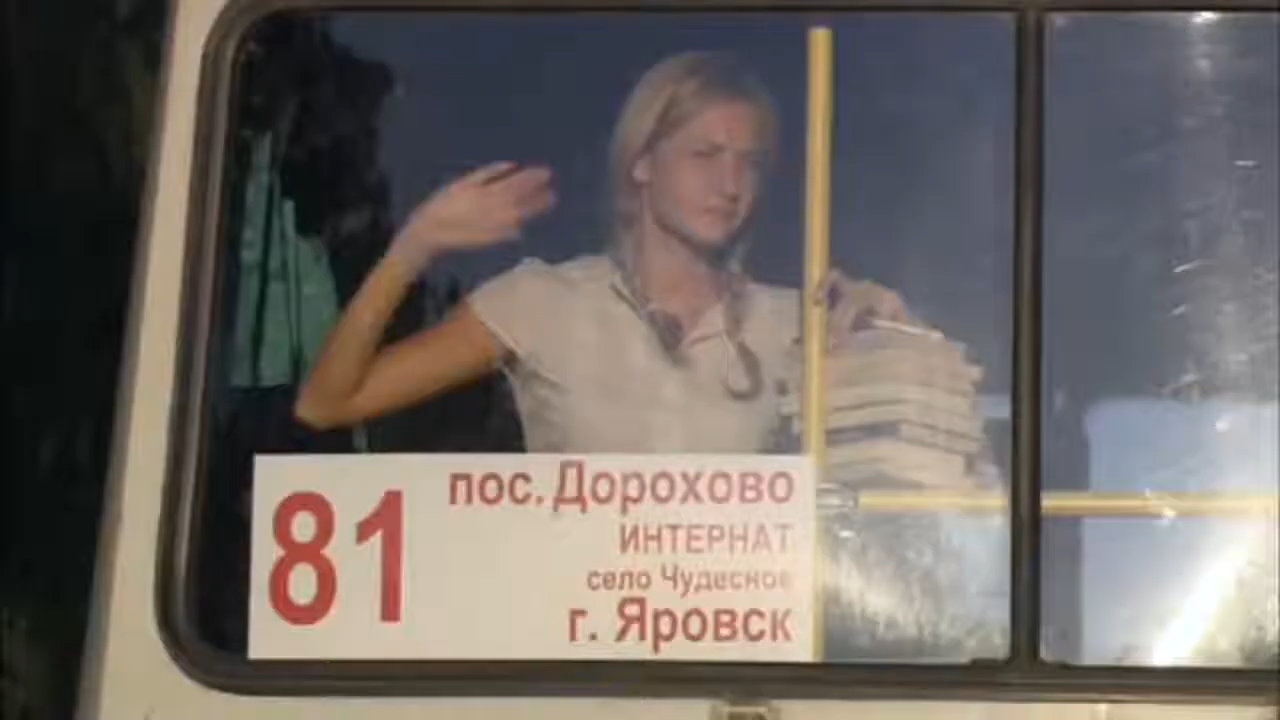 81
пос. Дорохово
ИНТЕРНАТ
село Чудесное
г. Яровск